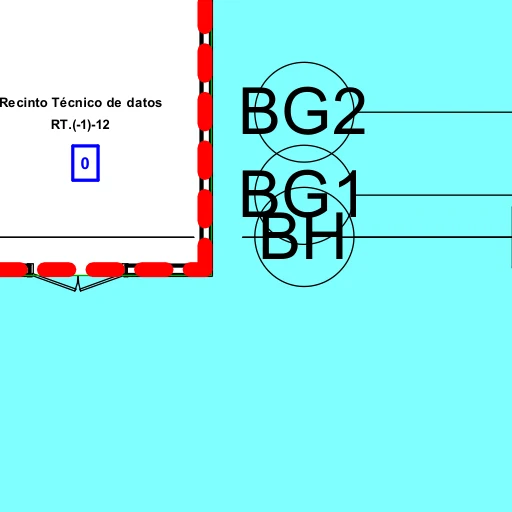 Recinto Técnico de datos
RT.(-1)-12
0
BG2
BG1
BH